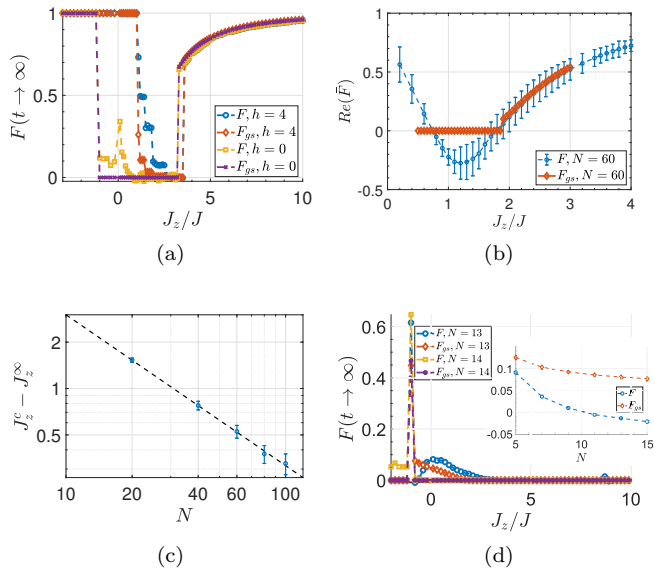 1
0.5
0
F(t → ∞)
0
5
10
J_z/J
F, h = 4
F_gs, h = 4
F, h = 0
F_gs, h = 0
(a)
1
0.5
0
-0.5
Re(F̄)
0
1
2
3
4
J_z/J
F, N = 60
F_gs, N = 60
(b)
3
2
1
0.5
J_z^c − J_z^∞
10
20
40
60
100
N
(c)
0.6
0.4
0.2
0
F(t → ∞)
0
5
10
J_z/J
F, N = 13
F_gs, N = 13
F, N = 14
F_gs, N = 14
0.15
0.1
0.05
0
-0.05
5
10
15
N
F
F_gs
(d)